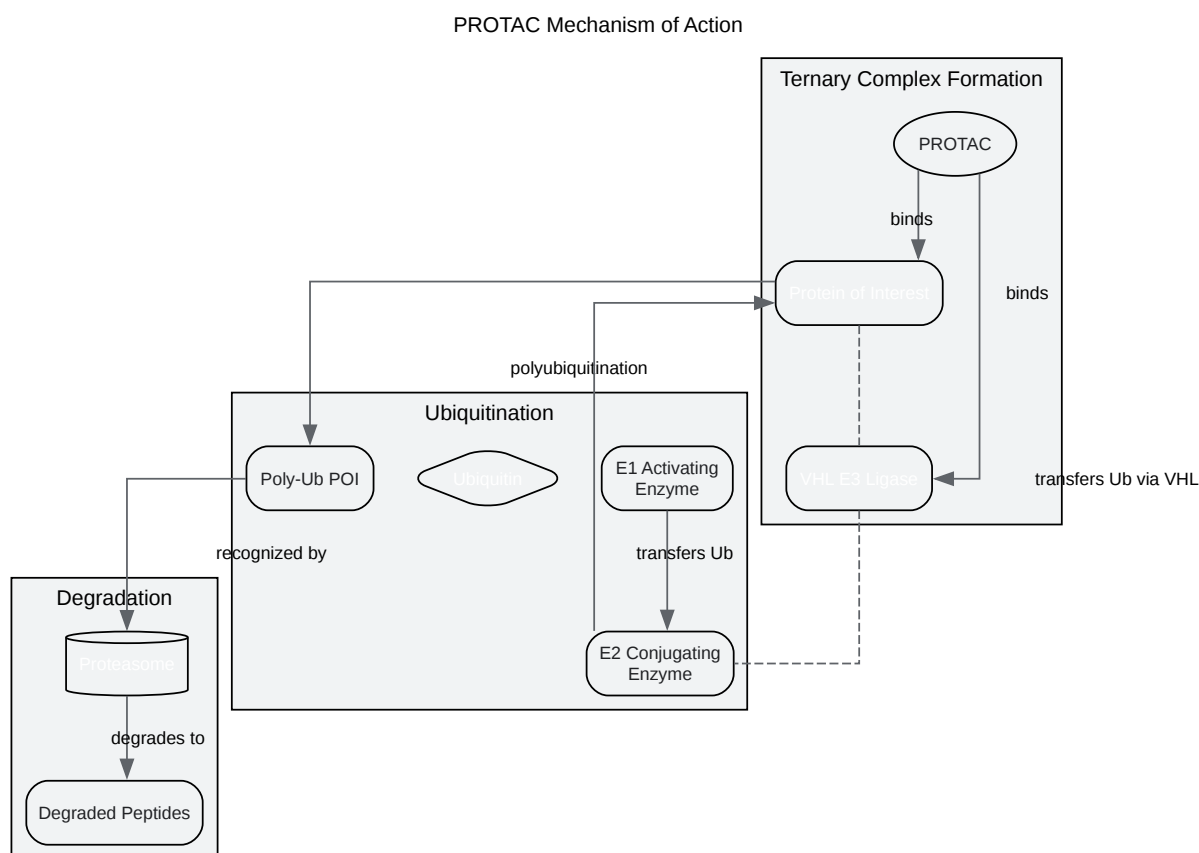 PROTAC Mechanism of Action
Ternary Complex Formation
PROTAC
binds
Protein of Interest
binds
polyubiquitination
Ubiquitination
Poly-Ub POI
Ubiquitin
E1 Activating
Enzyme
VHL E3 Ligase
transfers Ub via VHL
recognized by
transfers Ub
Degradation
Proteasome
E2 Conjugating
Enzyme
degrades to
Degraded Peptides